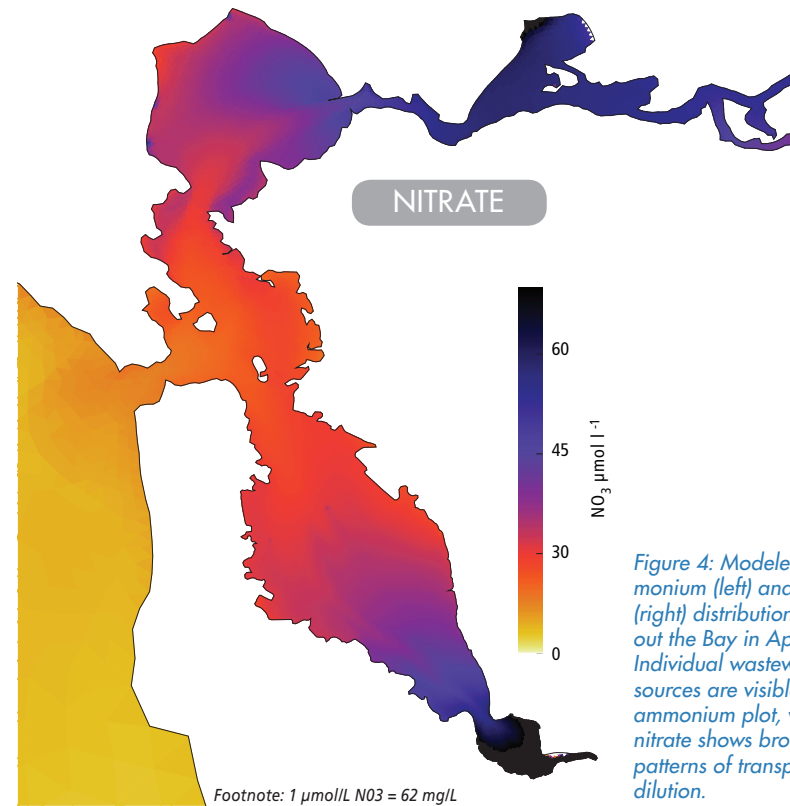 NITRATE
60
45
30
0
NO3 µmol l -1
Figure 4: Modele
monium (left) and
(right) distribution
out the Bay in Ap
Individual wastew
sources are visibl
ammonium plot, 
nitrate shows bro
patterns of transp
dilution.
Footnote: 1 µmol/L N03 = 62 mg/L